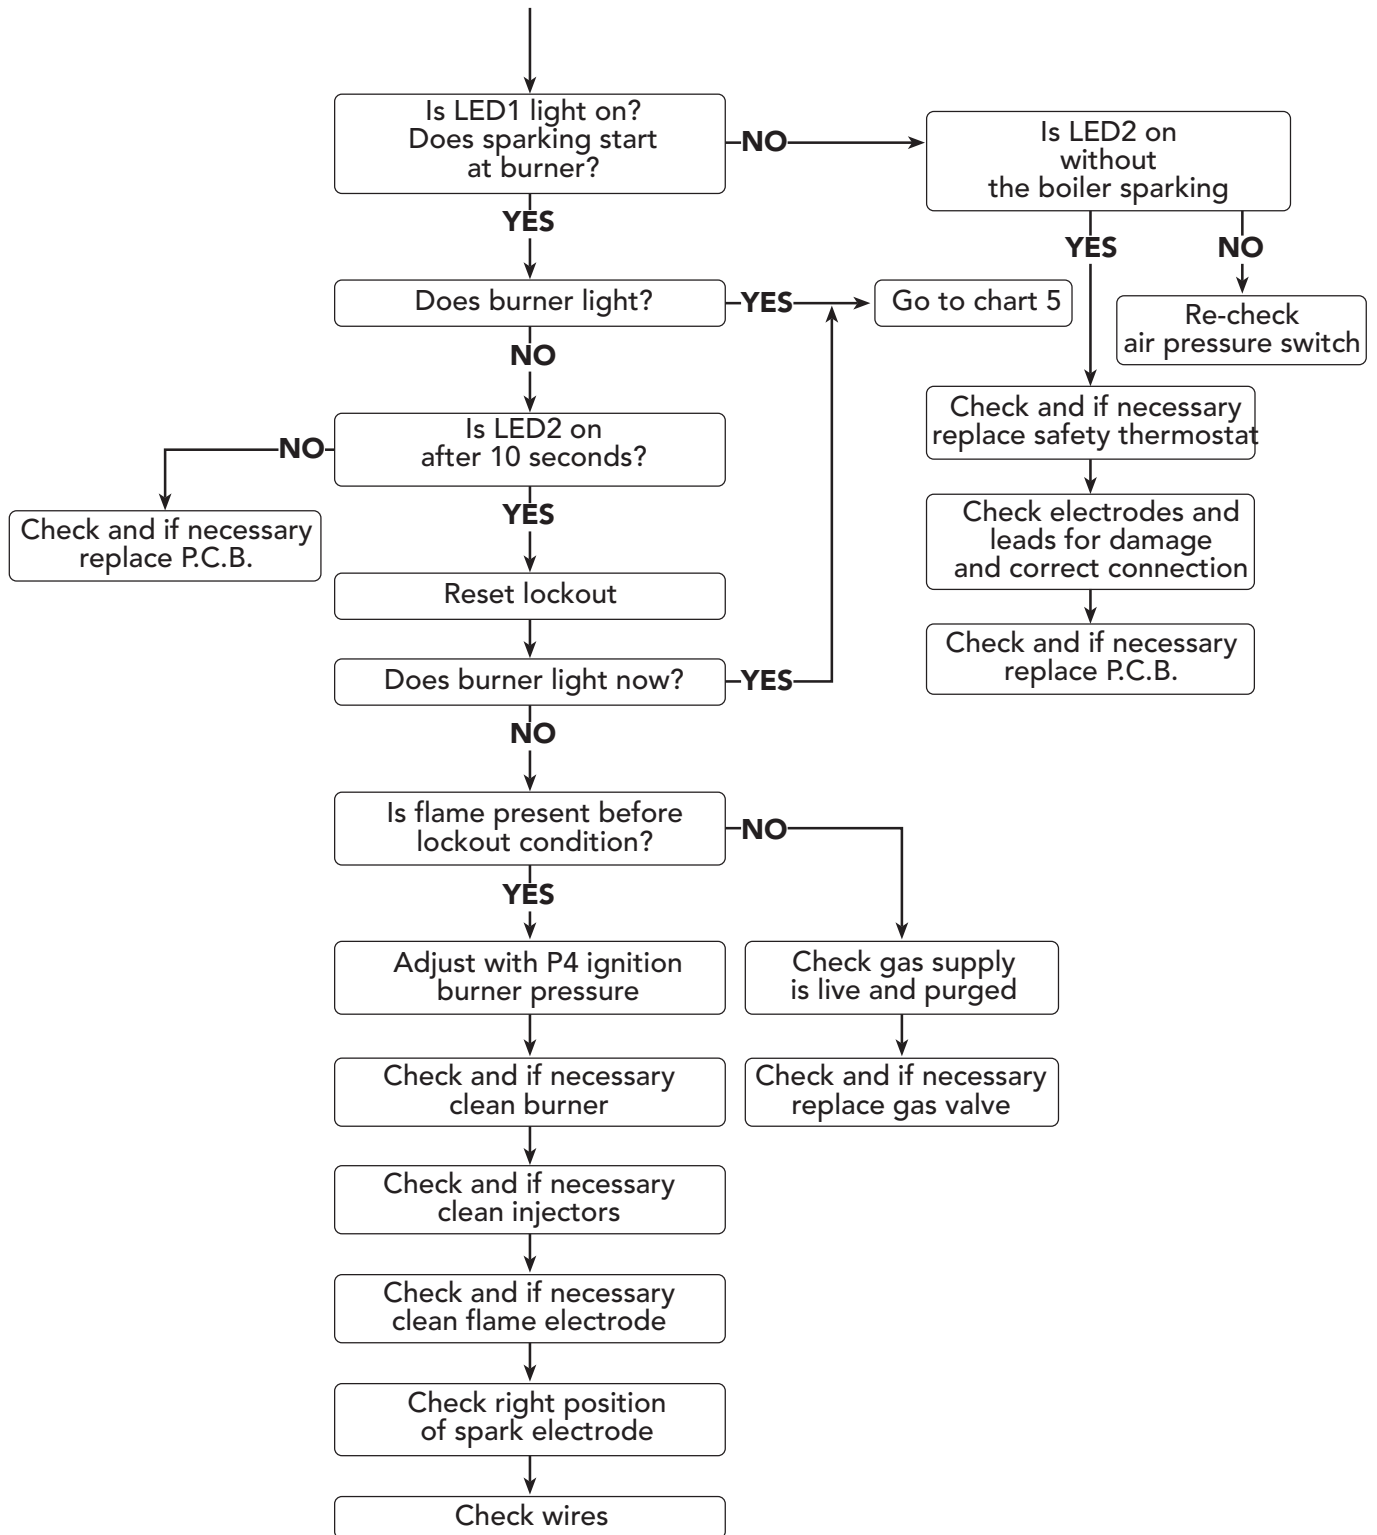 Is LED1 light on?
Does sparking start
at burner?
NO
Is LED2 on
without
the boiler sparking
YES
YES
NO
Does burner light?
YES
Go to chart 5
Re-check
air pressure switch
NO
Is LED2 on
after 10 seconds?
NO
Check and if necessary
replace safety thermostat
YES
Check and if necessary
replace P.C.B.
Check electrodes and
leads for damage
and correct connection
Reset lockout
Check and if necessary
replace P.C.B.
Does burner light now?
YES
NO
Is flame present before
lockout condition?
NO
YES
Adjust with P4 ignition
burner pressure
Check gas supply
is live and purged
Check and if necessary
clean burner
Check and if necessary
replace gas valve
Check and if necessary
clean injectors
Check and if necessary
clean flame electrode
Check right position
of spark electrode
Check wires